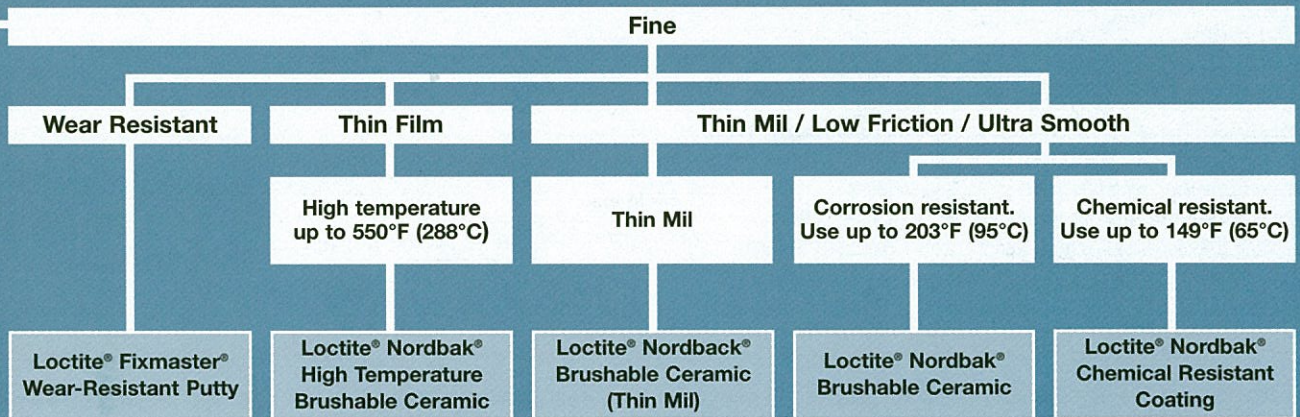 Fine
Wear Resistant
Thin Film
Thin Mil / Low Friction / Ultra Smooth
High temperature
up to 550°F (288°C)
Thin Mil
Corrosion resistant.
Use up to 203°F (95°C)
Chemical resistant.
Use up to 149°F (65°C)
Loctite® Fixmaster®
Wear-Resistant Putty
Loctite® Nordbak®
High Temperature
Brushable Ceramic
Loctite® Nordback®
Brushable Ceramic
(Thin Mil)
Loctite® Nordbak®
Brushable Ceramic
Loctite® Nordbak®
Chemical Resistant
Coating